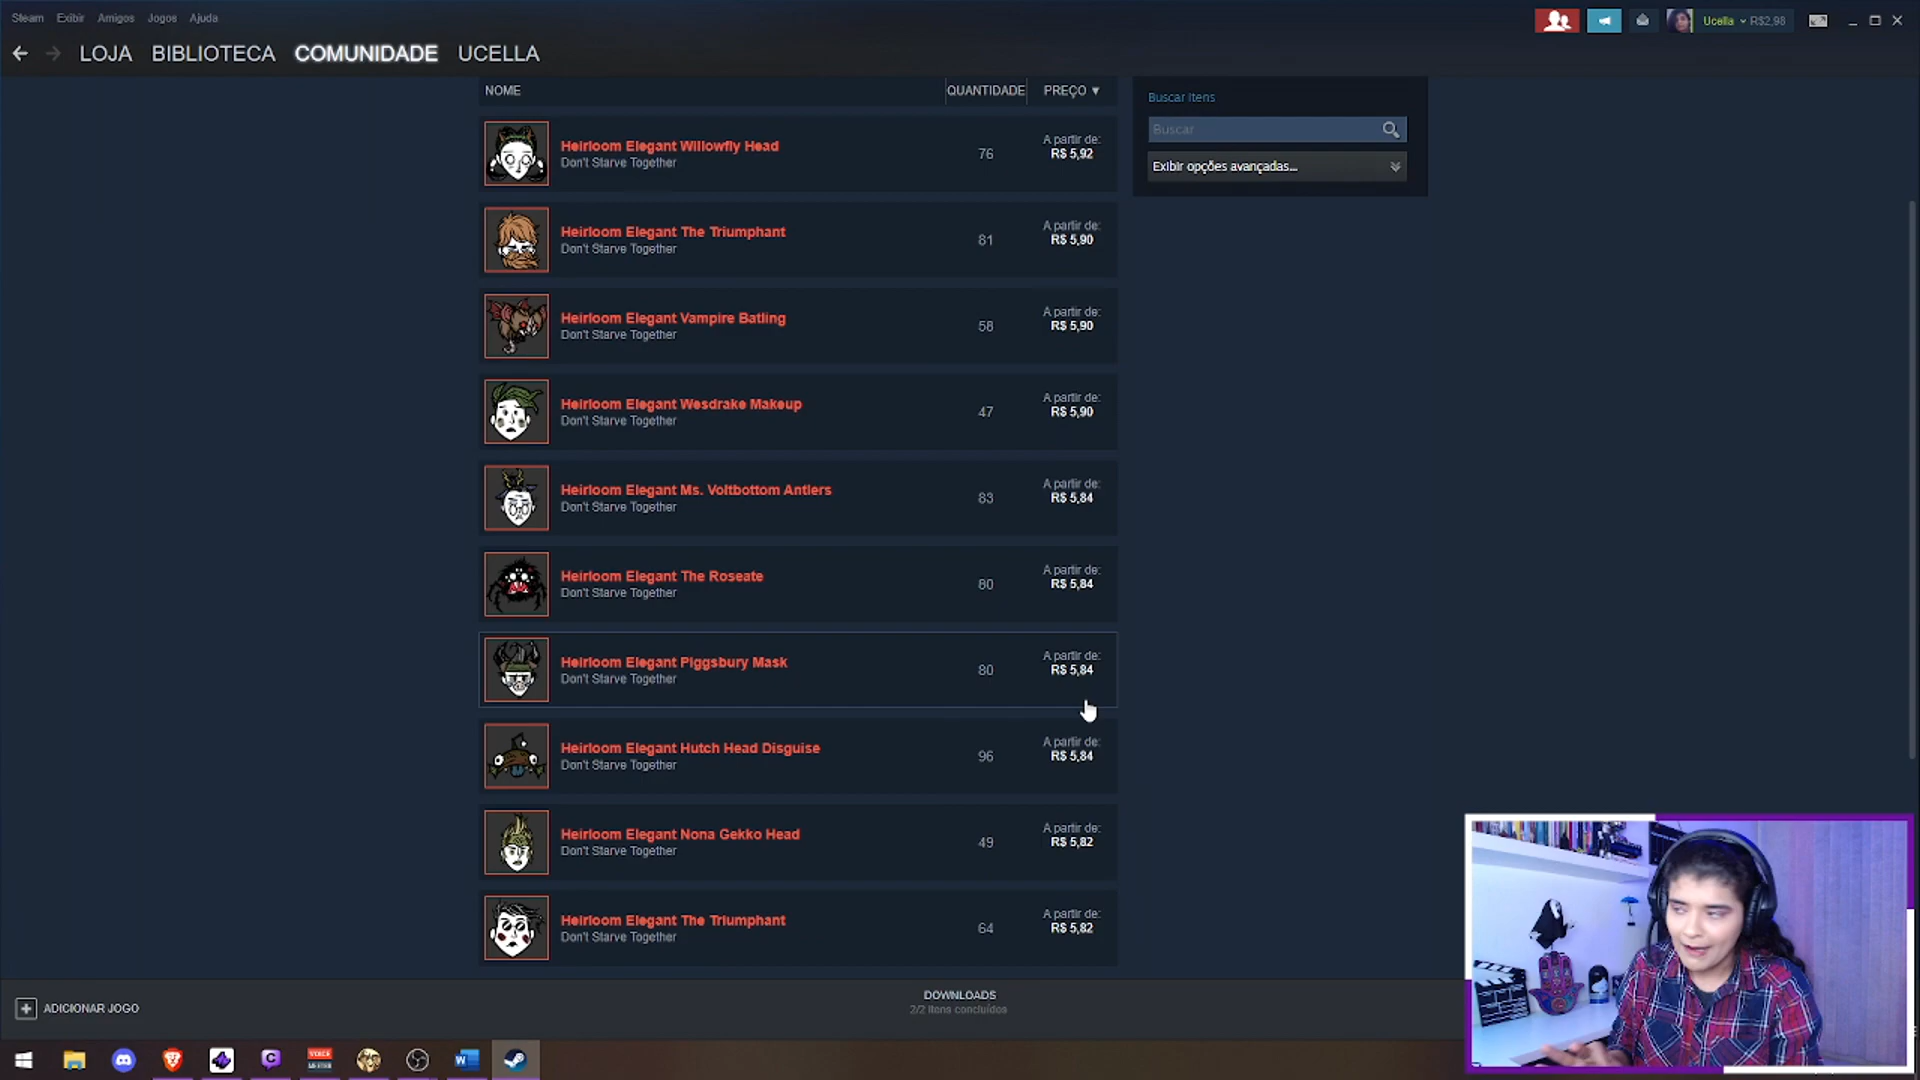 Steam Exibir Amigos Jogos Ajuda
Ucella R$2,98
LOJA BIBLIOTECA COMUNIDADE UCELLA
NOME QUANTIDADE PREÇO ▼
Heirloom Elegant Willowfly Head
Don't Starve Together
76
A partir de:
R$ 5,92
Heirloom Elegant The Triumphant
Don't Starve Together
81
A partir de:
R$ 5,90
Heirloom Elegant Vampire Batling
Don't Starve Together
58
A partir de:
R$ 5,90
Heirloom Elegant Wesdrake Makeup
Don't Starve Together
47
A partir de:
R$ 5,90
Heirloom Elegant Ms. Voltbottom Antlers
Don't Starve Together
83
A partir de:
R$ 5,84
Heirloom Elegant The Roseate
Don't Starve Together
80
A partir de:
R$ 5,84
Heirloom Elegant Piggsbury Mask
Don't Starve Together
80
A partir de:
R$ 5,84
Heirloom Elegant Hutch Head Disguise
Don't Starve Together
96
A partir de:
R$ 5,84
Heirloom Elegant Nona Gekko Head
Don't Starve Together
49
A partir de:
R$ 5,82
Heirloom Elegant The Triumphant
Don't Starve Together
64
A partir de:
R$ 5,82
Buscar Itens
Buscar
Exibir opções avançadas...
ADICIONAR JOGO
DOWNLOADS
2/2 itens concluídos
VOICE